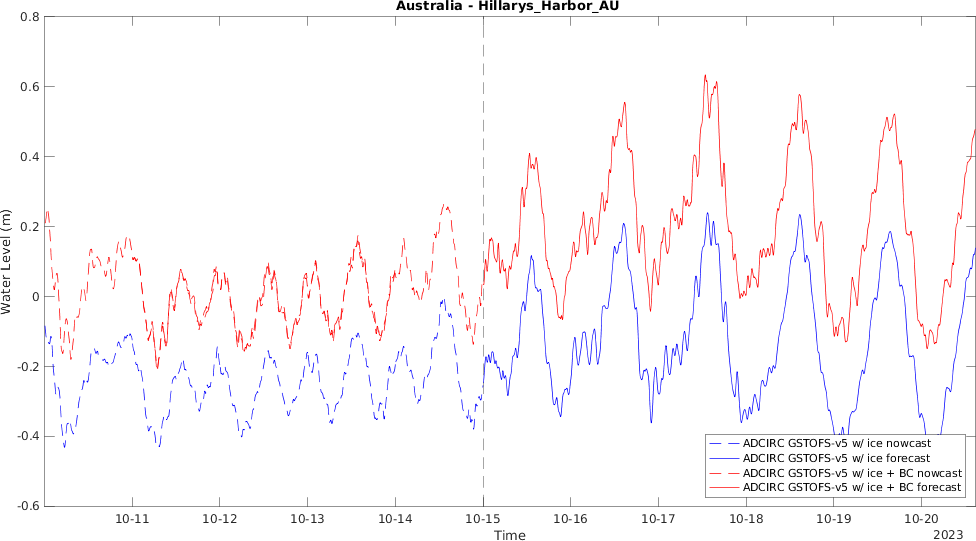 Australia - Hillarys_Harbor_AU
0.8
0.6
0.4
0.2
0
-0.2
-0.4
-0.6
Water Level (m)
10-11
10-12
10-13
10-14
10-15
10-16
10-17
10-18
10-19
10-20
Time
2023
ADCIRC GSTOFS-v5 w/ ice nowcast
ADCIRC GSTOFS-v5 w/ ice forecast
ADCIRC GSTOFS-v5 w/ ice + BC nowcast
ADCIRC GSTOFS-v5 w/ ice + BC forecast